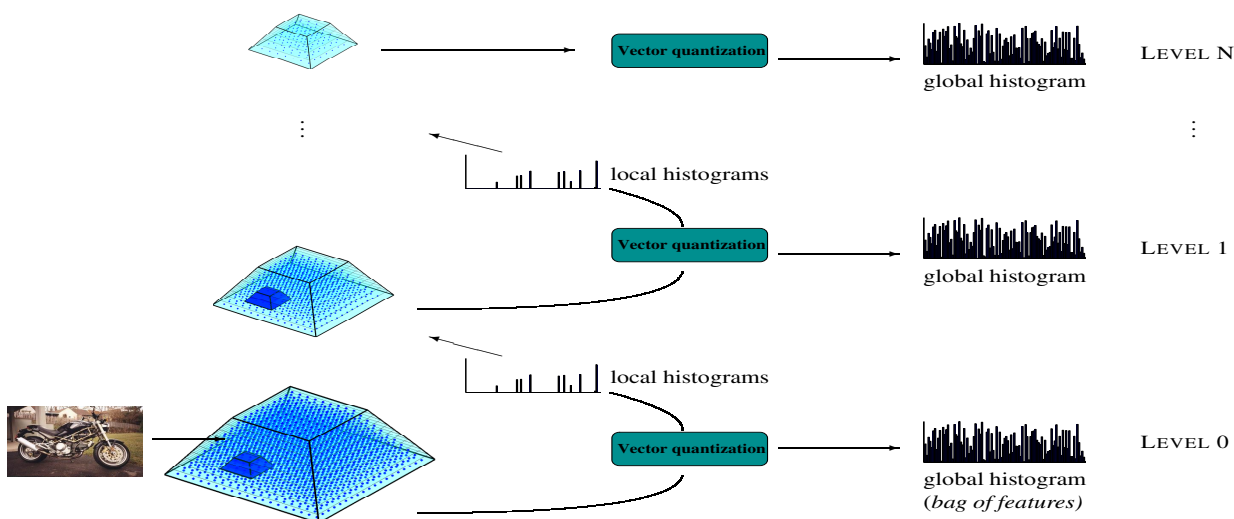 Vector quantization
global histogram
LEVEL N
⋮
⋮
local histograms
Vector quantization
global histogram
LEVEL 1
local histograms
Vector quantization
global histogram
(bag of features)
LEVEL 0